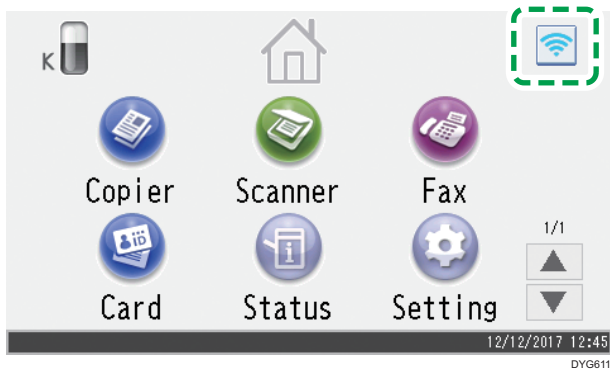 K
Copier Scanner Fax
1/1
Card Status Setting
12/12/2017 12:45
DYG611